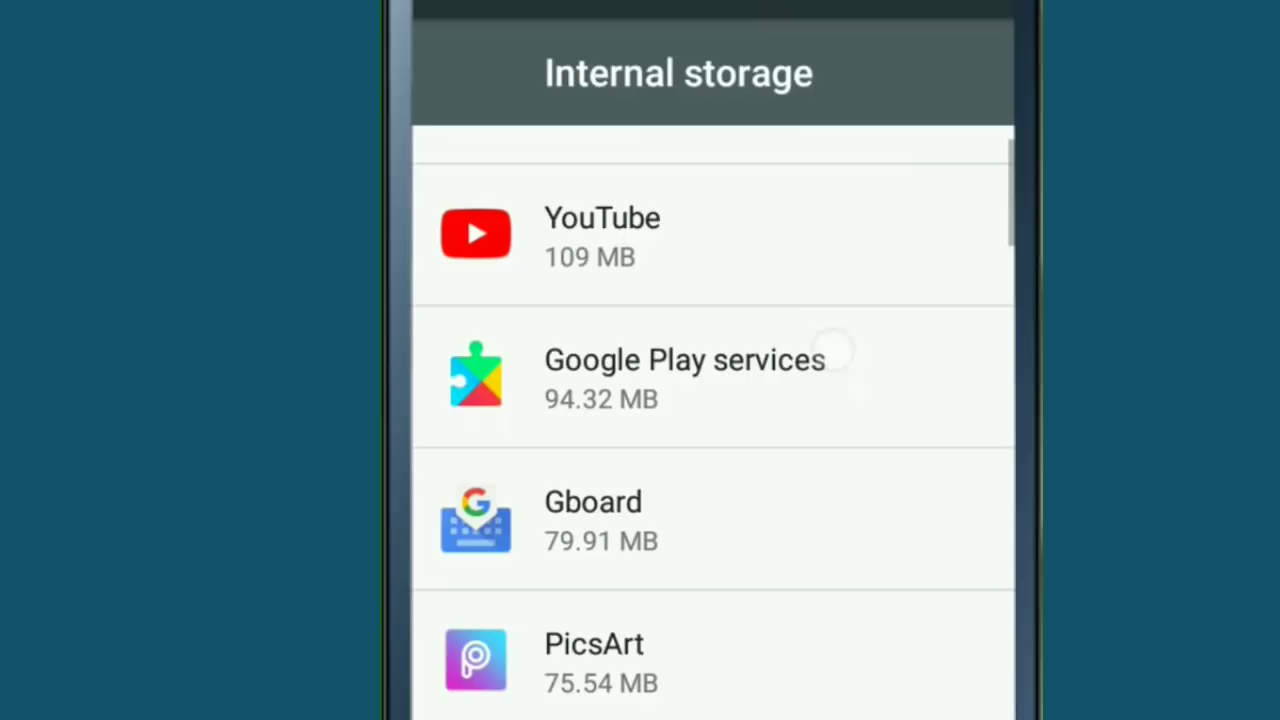 Internal storage
YouTube
109 MB
Google Play services
94.32 MB
Gboard
79.91 MB
PicsArt
75.54 MB